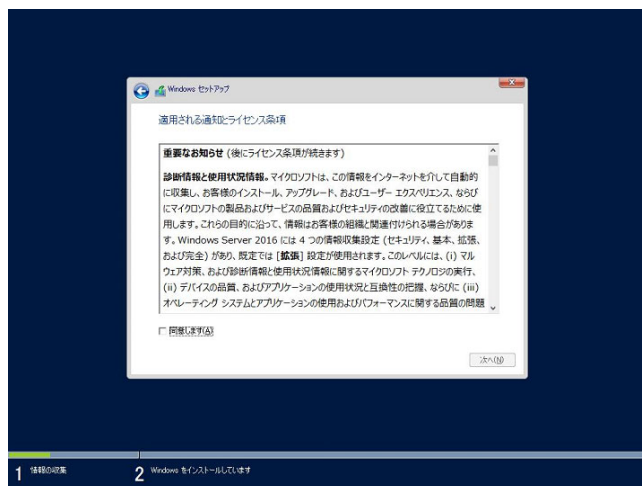 Windows セットアップ
適用される通知とライセンス条項
重要なお知らせ (後にライセンス条項が続きます)
診断情報と使用状況情報。マイクロソフトは、この情報をインターネットを介して自動的
に収集し、お客様のインストール、アップグレード、およびユーザー エクスペリエンス、ならび
にマイクロソフトの製品およびサービスの品質およびセキュリティの改善に役立てるために使
用します。これらの目的に沿って、情報はお客様の組織と関連付けられる場合がありま
す。Windows Server 2016 には 4 つの情報収集設定 (セキュリティ、基本、拡張、
および完全) があり、既定では [拡張] 設定が使用されます。このレベルには、(i) マル
ウェア対策、および診断情報と使用状況情報に関するマイクロソフト テクノロジの実行、
(ii) デバイスの品質、およびアプリケーションの使用状況と互換性の把握、ならびに (iii)
オペレーティング システムとアプリケーションの使用およびパフォーマンスに関する品質の問題
同意します(A)
次へ(N)
1 情報の収集
2 Windows をインストールしています